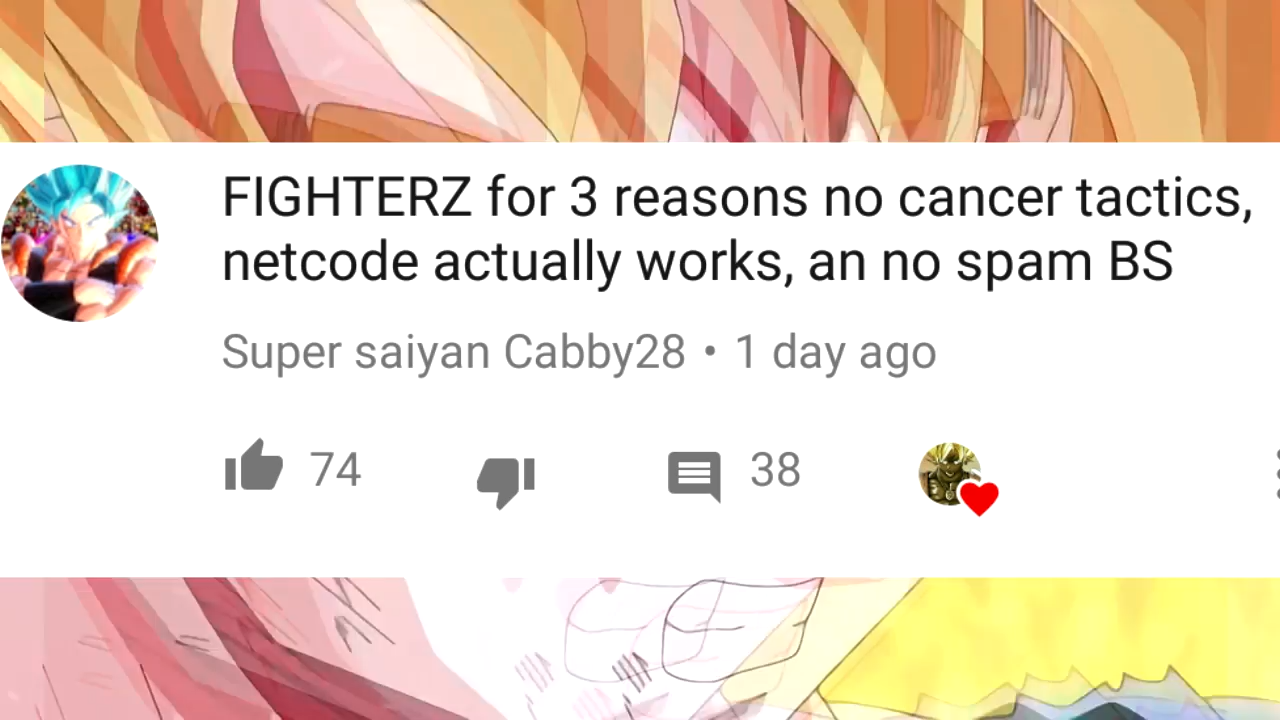 FIGHTERZ for 3 reasons no cancer tactics,
netcode actually works, an no spam BS
Super saiyan Cabby28 • 1 day ago
74 38